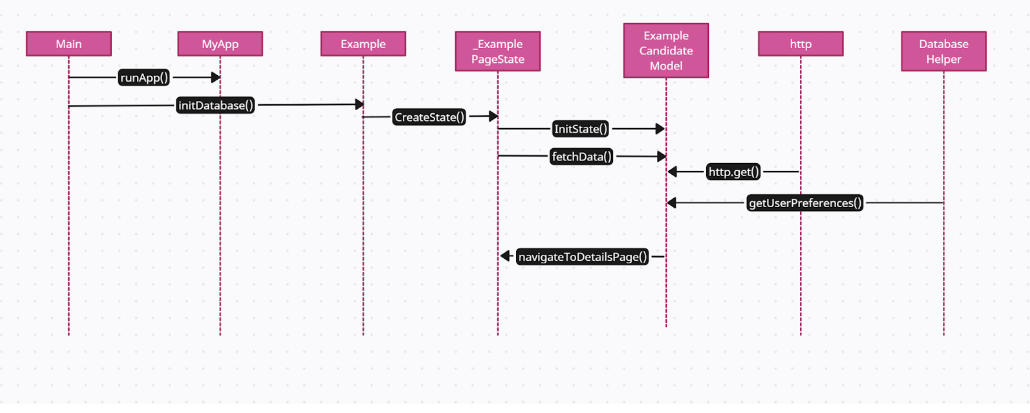 Main
MyApp
Example
_Example
PageState
Example
Candidate
Model
http
Database
Helper
runApp()
initDatabase()
CreateState()
InitState()
fetchData()
http.get()
getUserPreferences()
navigateToDetailsPage()